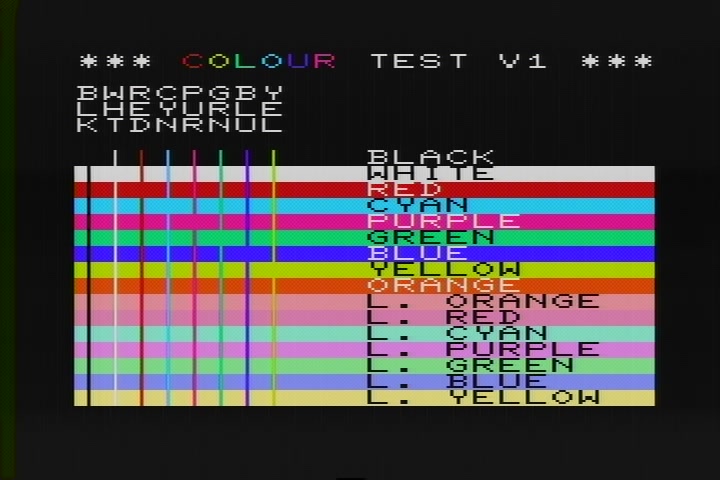 *** COLOUR TEST V1 ***
BWRCPGBY
LHEYURLE
KTDNRNUL
BLACK
WHITE
RED
CYAN
PURPLE
GREEN
BLUE
YELLOW
ORANGE
L. ORANGE
L. RED
L. CYAN
L. PURPLE
L. GREEN
L. BLUE
L. YELLOW